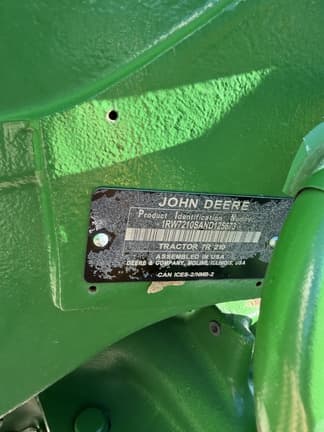 JOHN DEERE
Product Identification Number
1RW7210SAND125673
TRACTOR 7R 210
ASSEMBLED IN USA
DEERE & COMPANY, MOLINE, ILLINOIS, USA
CAN ICES-2/NMB-2